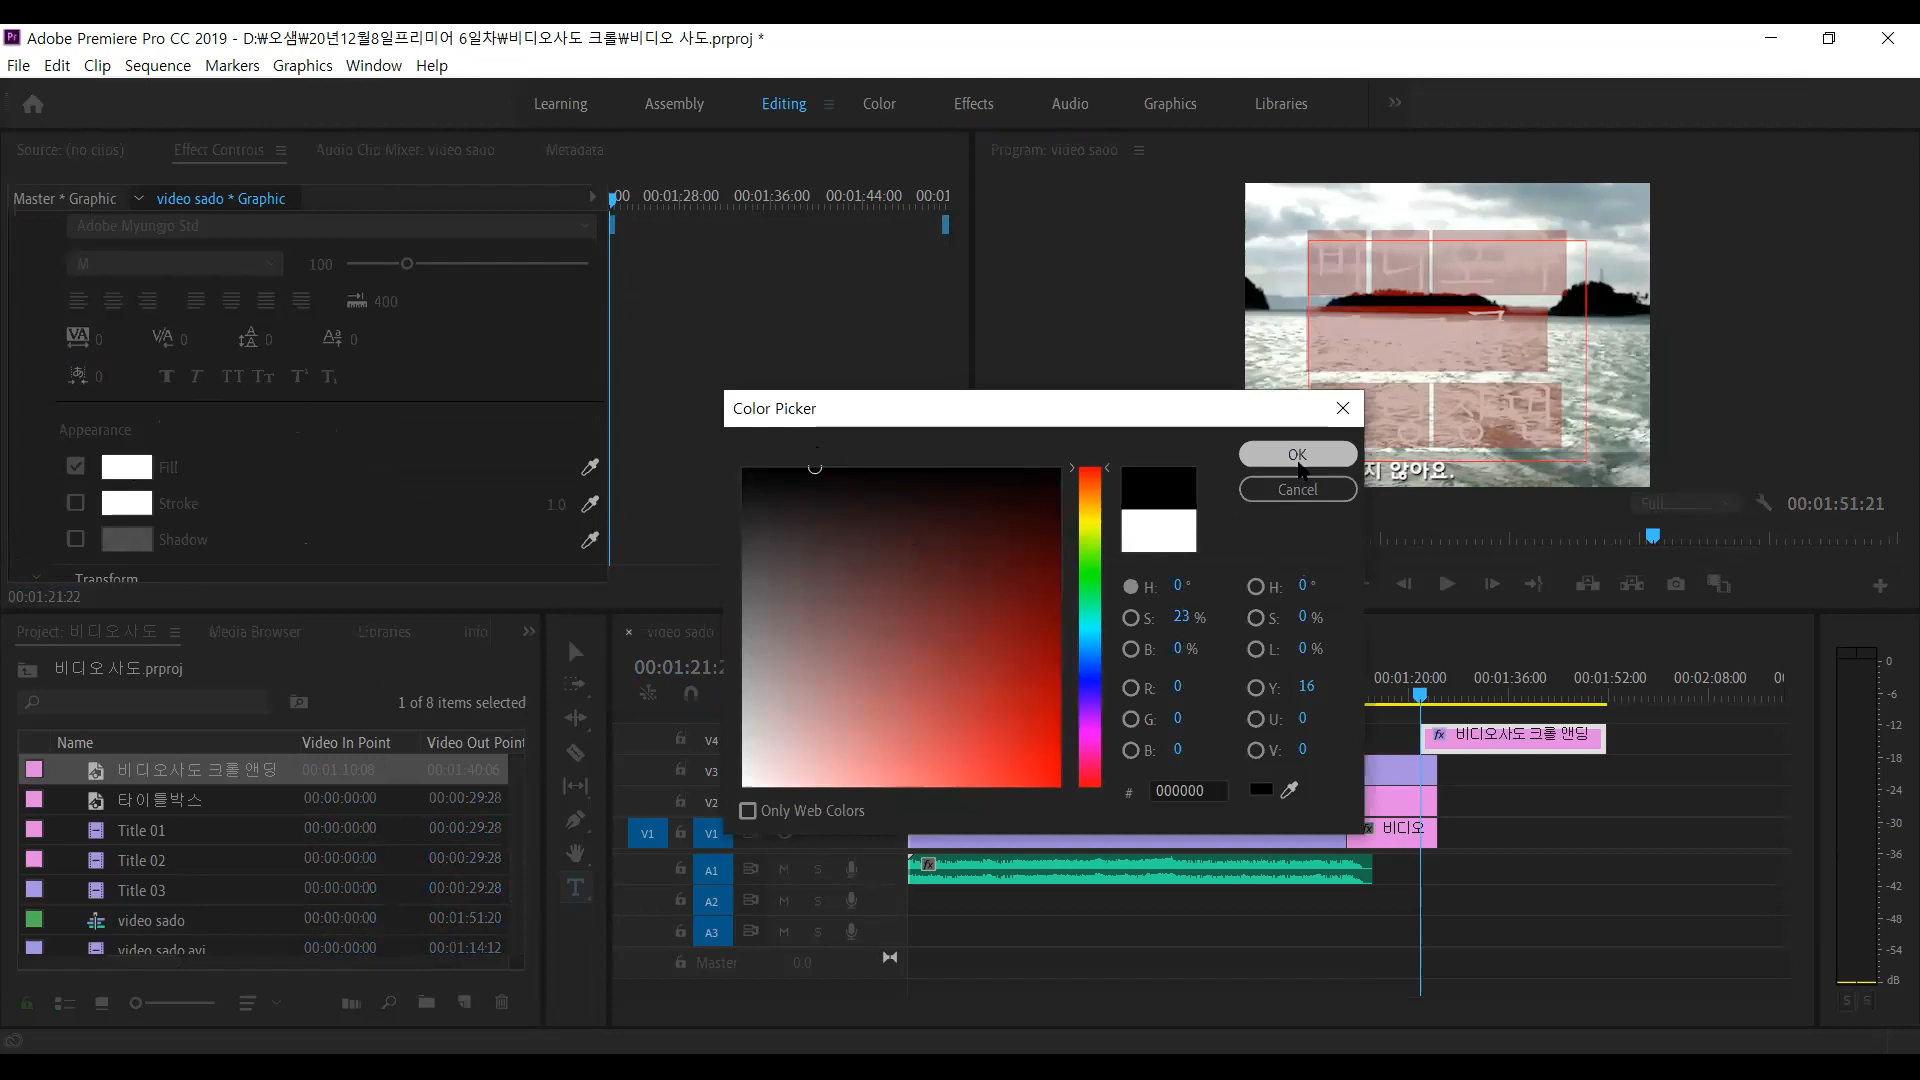 Adobe Premiere Pro CC 2019 - D:₩오샘₩20년12월8일프리미어 6일차₩비디오사도 크롤₩비디오 사도.prproj *
File Edit Clip Sequence Markers Graphics Window Help
Learning Assembly Editing Color Effects Audio Graphics Libraries
Source: (no clips) Effect Controls Audio Clip Mixer: video sado Metadata
Program: video sado
Master * Graphic video sado * Graphic
:00 00:01:28:00 00:01:36:00 00:01:44:00 00:01
Adobe Myungjo Std
M 100
400
0 0 0 0
0
Appearance
Fill
Stroke 1.0
Shadow
Transform
00:01:21:22
지 않아요.
Full 00:01:51:21
Color Picker
OK
Cancel
H: 0 ° H: 0 °
S: 23 % S: 0 %
B: 0 % L: 0 %
R: 0 Y: 16
G: 0 U: 0
B: 0 V: 0
# 000000
Only Web Colors
Project: 비디오사도 Media Browser Libraries Info
비디오 사도.prproj
1 of 8 items selected
Name Video In Point Video Out Point
비디오사도 크롤 앤딩 00:01:10:08 00:01:40:06
타이틀박스 00:00:00:00 00:00:29:28
Title 01 00:00:00:00 00:00:29:28
Title 02 00:00:00:00 00:00:29:28
Title 03 00:00:00:00 00:00:29:28
video sado 00:00:00:00 00:01:51:20
video sado.avi 00:00:00:00 00:01:14:12
video sado
00:01:21:2
00:01:20:00 00:01:36:00 00:01:52:00 00:02:08:00 00
V4 fx 비디오사도 크롤 앤딩
V3
V2
V1 V1 fx 비디오
A1 M S fx
A2 M S
A3 M S
Master 0.0
0
-6
-12
-18
-24
-30
-36
-42
-48
-54
dB
S S